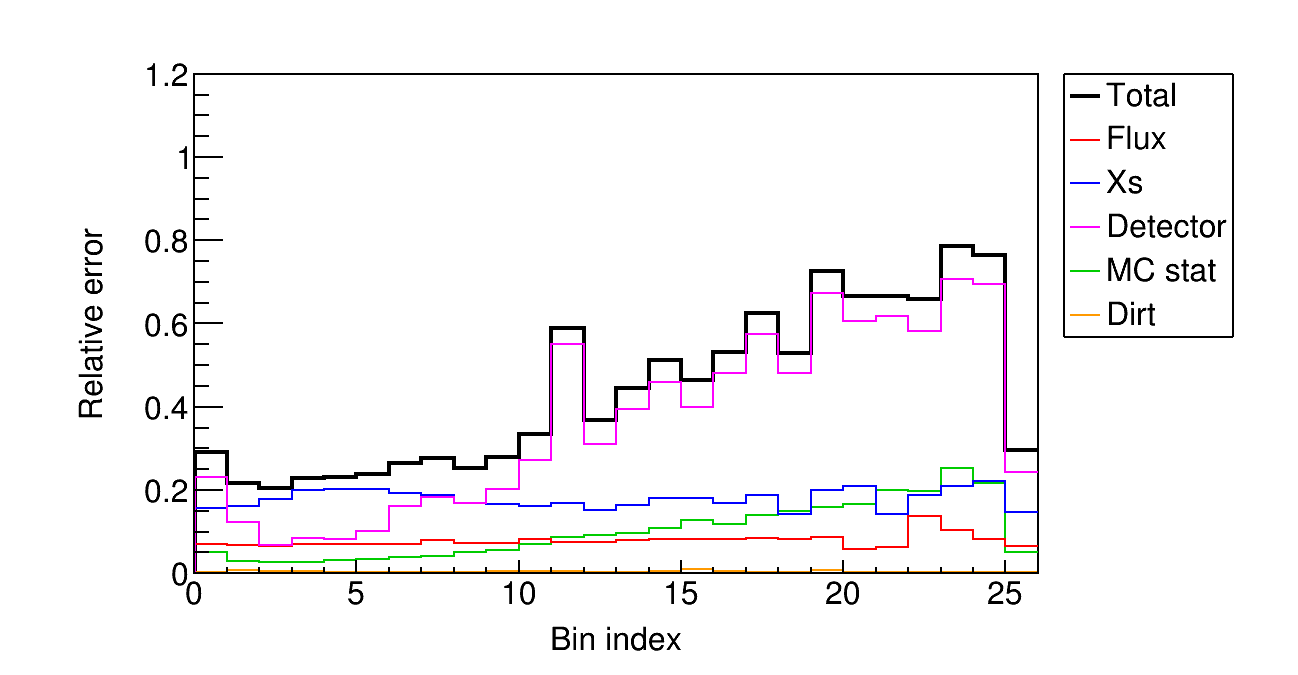 1.2
1
0.8
0.6
0.4
0.2
0
Relative error
0 5 10 15 20 25
Bin index
Total
Flux
Xs
Detector
MC stat
Dirt